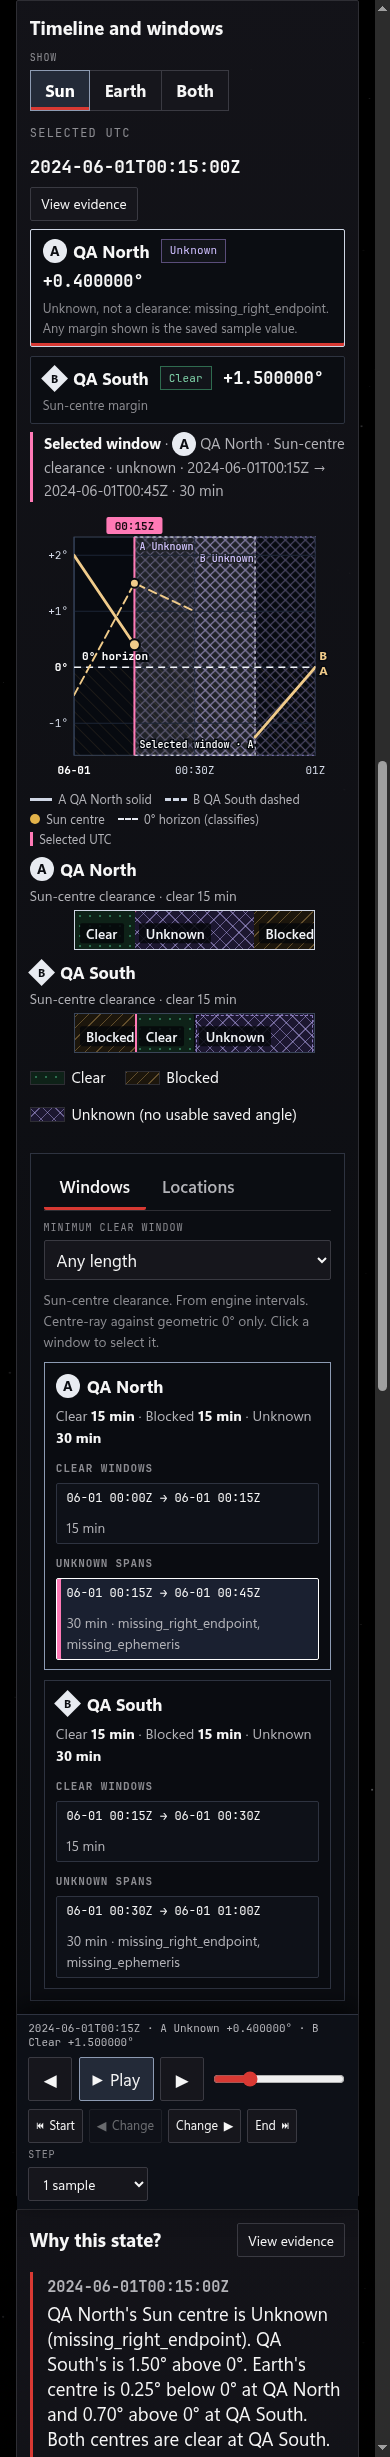 Timeline and windows
SHOW
Sun Earth Both
SELECTED UTC
2024-06-01T00:15:00Z
View evidence
A QA North Unknown
+0.400000°
Unknown, not a clearance: missing_right_endpoint.
Any margin shown is the saved sample value.
B QA South Clear +1.500000°
Sun-centre margin
Selected window · A QA North · Sun-centre
clearance · unknown · 2024-06-01T00:15Z →
2024-06-01T00:45Z · 30 min
00:15Z
A Unknown
+2°
B Unknown
+1°
0° horizon
B
0°
A
-1°
Selected window · A
06-01 00:30Z 01Z
A QA North solid B QA South dashed
Sun centre 0° horizon (classifies)
Selected UTC
A QA North
Sun-centre clearance · clear 15 min
Clear Unknown Blocked
B QA South
Sun-centre clearance · clear 15 min
Blocked Clear Unknown
Clear Blocked
Unknown (no usable saved angle)
Windows Locations
MINIMUM CLEAR WINDOW
Any length
Sun-centre clearance. From engine intervals.
Centre-ray against geometric 0° only. Click a
window to select it.
A QA North
Clear 15 min · Blocked 15 min · Unknown
30 min
CLEAR WINDOWS
06-01 00:00Z → 06-01 00:15Z
15 min
UNKNOWN SPANS
06-01 00:15Z → 06-01 00:45Z
30 min · missing_right_endpoint,
missing_ephemeris
B QA South
Clear 15 min · Blocked 15 min · Unknown
30 min
CLEAR WINDOWS
06-01 00:15Z → 06-01 00:30Z
15 min
UNKNOWN SPANS
06-01 00:30Z → 06-01 01:00Z
30 min · missing_right_endpoint,
missing_ephemeris
2024-06-01T00:15Z · A Unknown +0.400000° · B
Clear +1.500000°
◀ ▶ Play ▶
⏮ Start ◀ Change Change ▶ End ⏭
STEP
1 sample
Why this state? View evidence
2024-06-01T00:15:00Z
QA North's Sun centre is Unknown
(missing_right_endpoint). QA
South's is 1.50° above 0°. Earth's
centre is 0.25° below 0° at QA North
and 0.70° above 0° at QA South.
Both centres are clear at QA South.